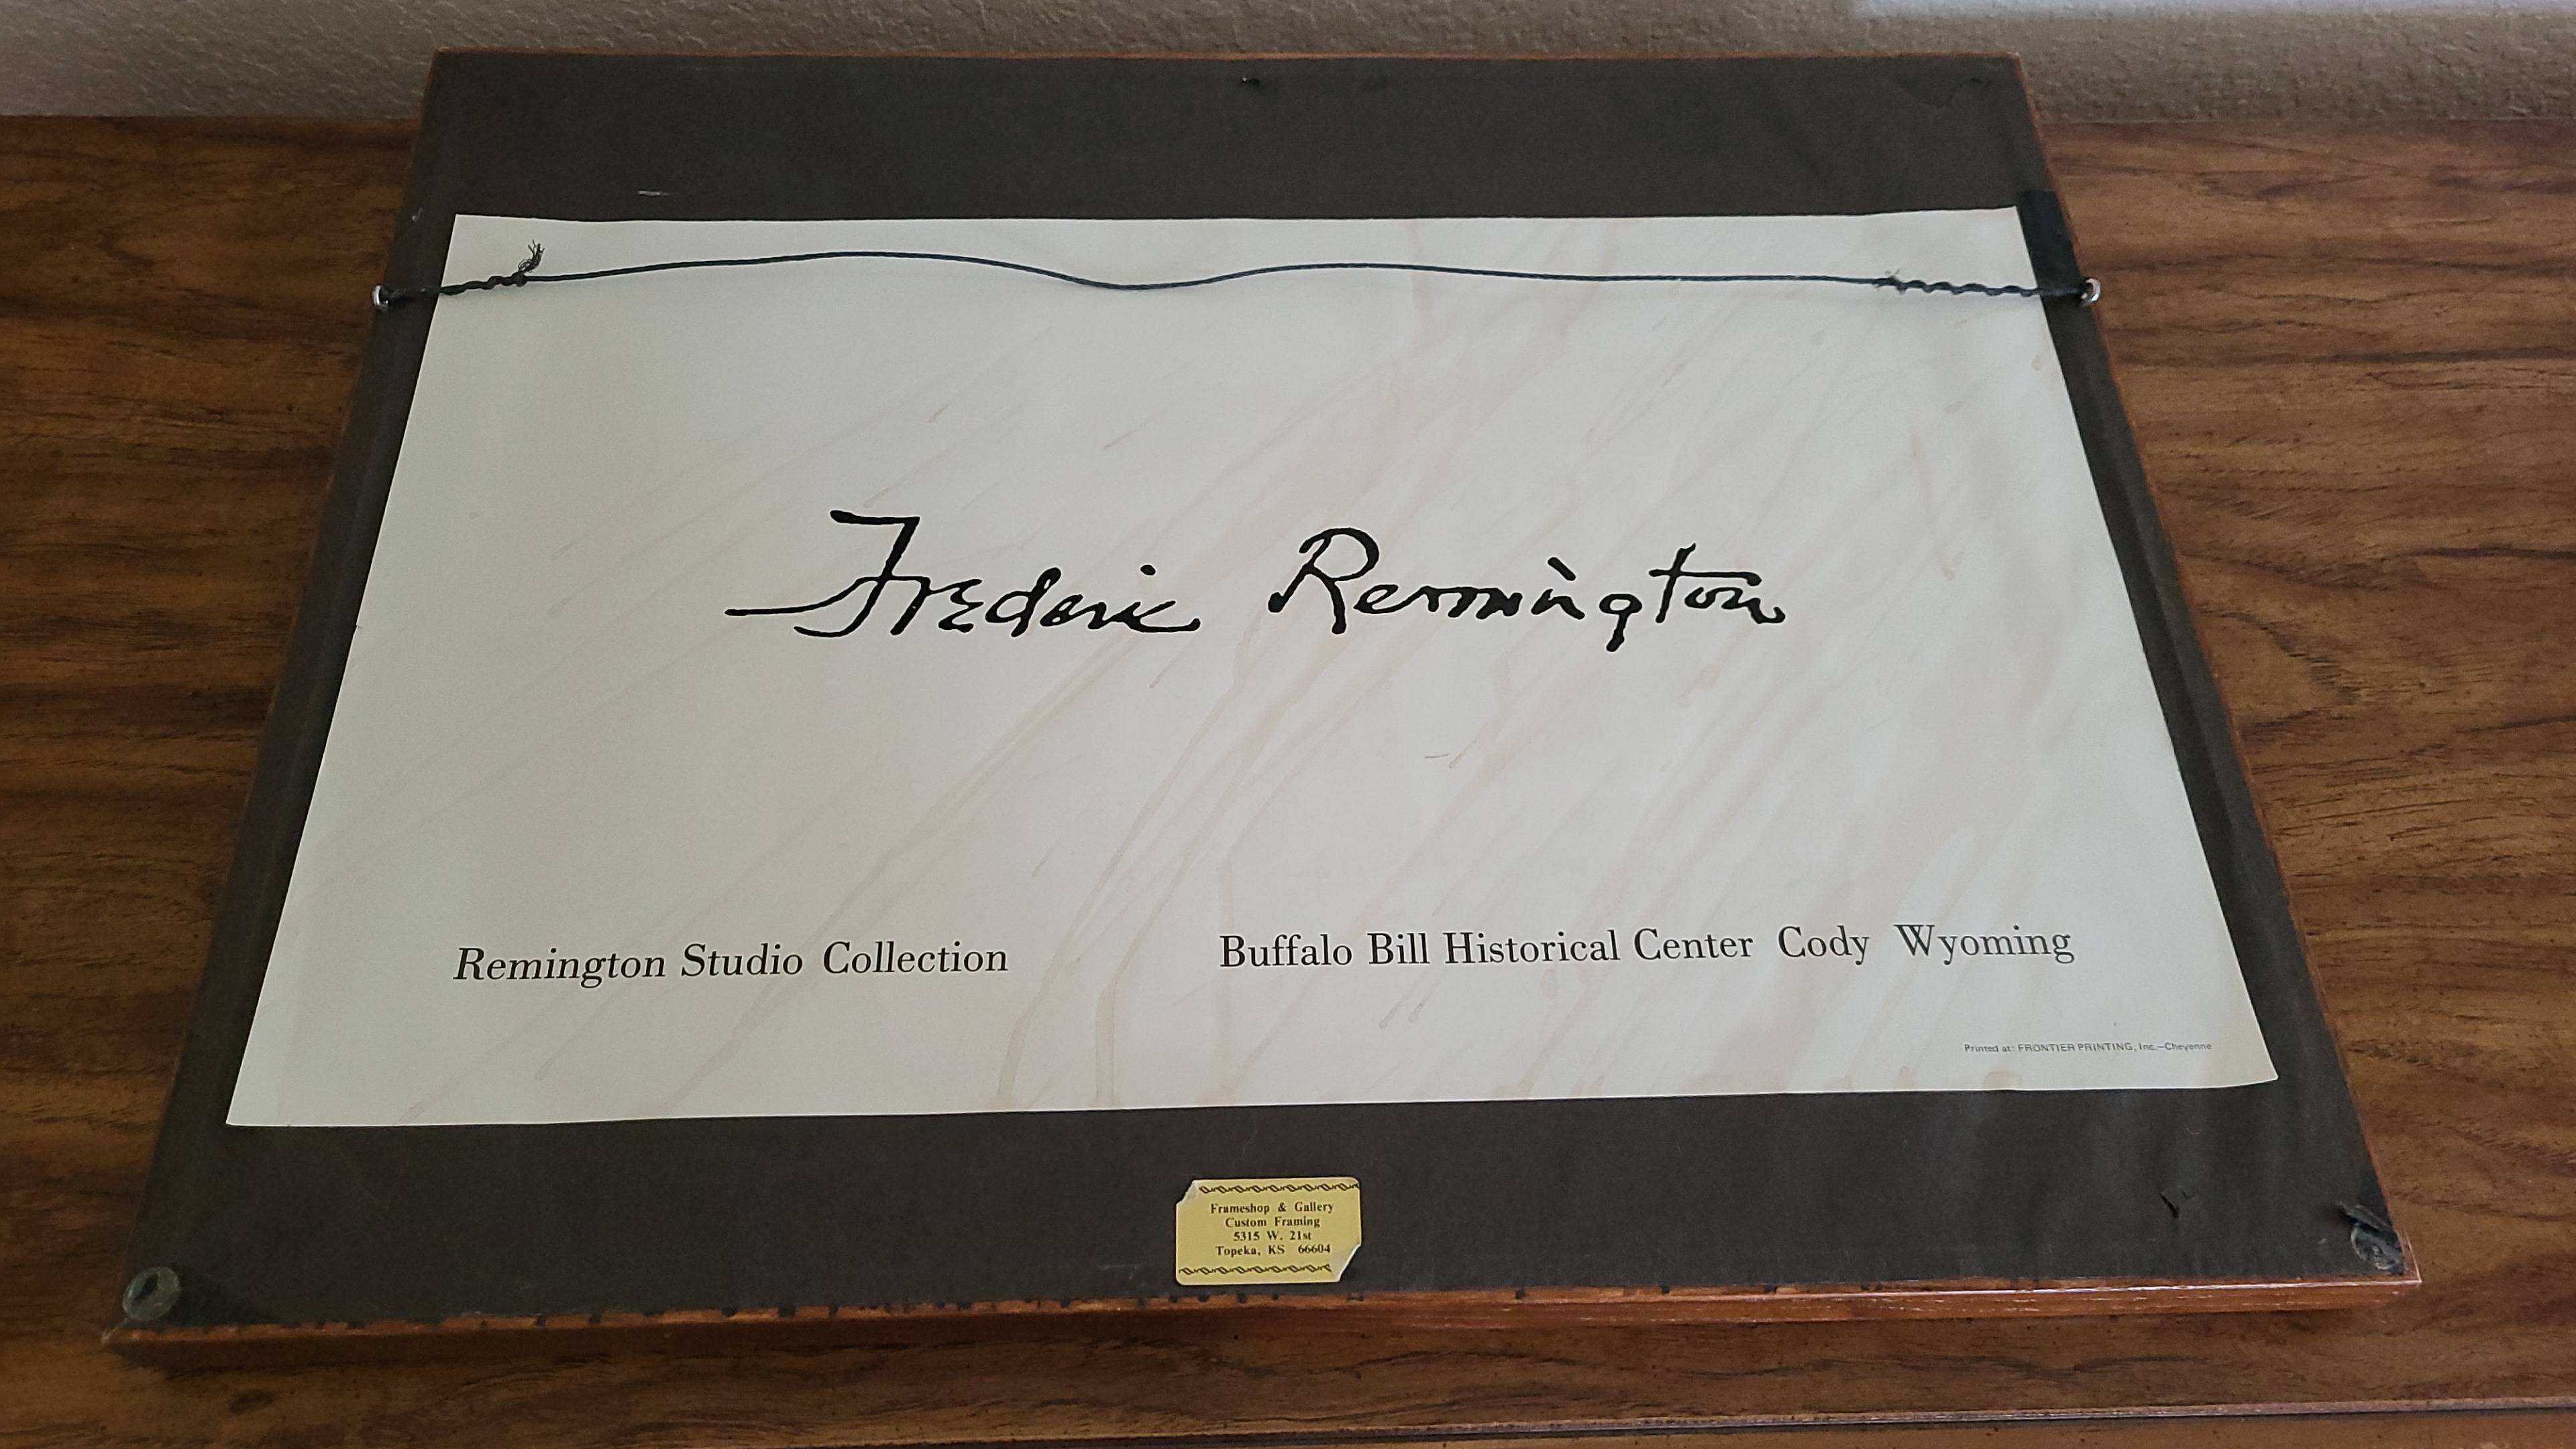 Frederic Remington
Remington Studio Collection
Buffalo Bill Historical Center Cody Wyoming
Printed at: FRONTIER PRINTING, Inc.—Cheyenne
Frameshop & Gallery
Custom Framing
5315 W. 21st
Topeka, KS 66604